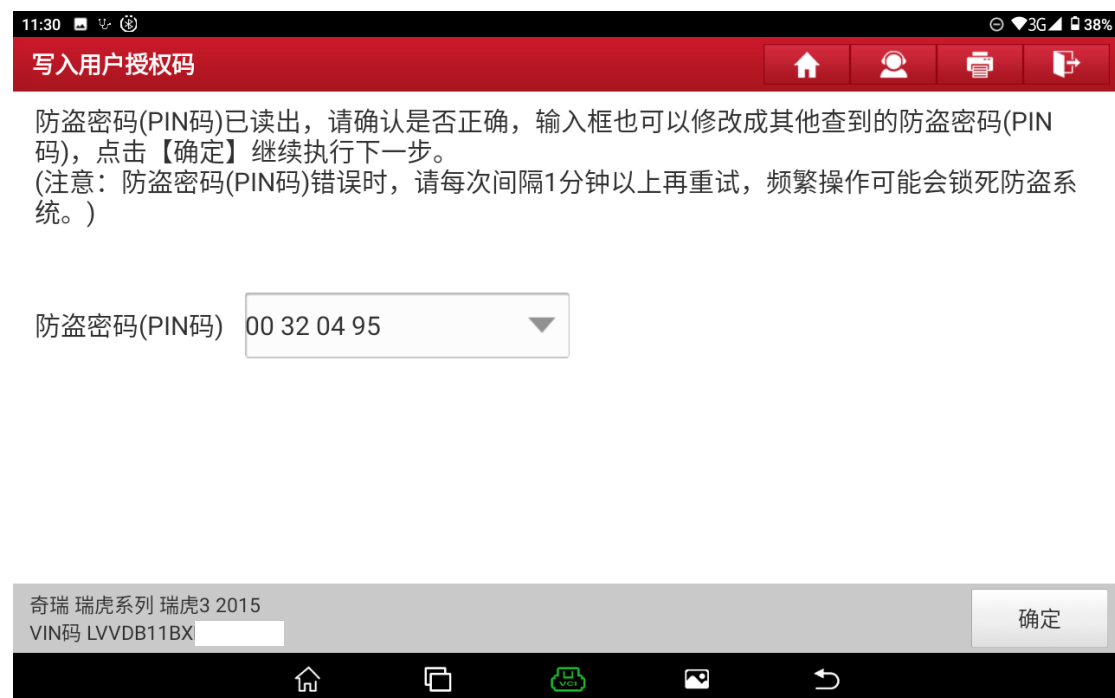 11:30
3G
38%
写入用户授权码
防盗密码(PIN码)已读出，请确认是否正确，输入框也可以修改成其他查到的防盗密码(PIN
码)，点击【确定】继续执行下一步。
(注意：防盗密码(PIN码)错误时，请每次间隔1分钟以上再重试，频繁操作可能会锁死防盗系
统。)
防盗密码(PIN码)
00 32 04 95
奇瑞 瑞虎系列 瑞虎3 2015
VIN码 LVVDB11BX
确定
VCI